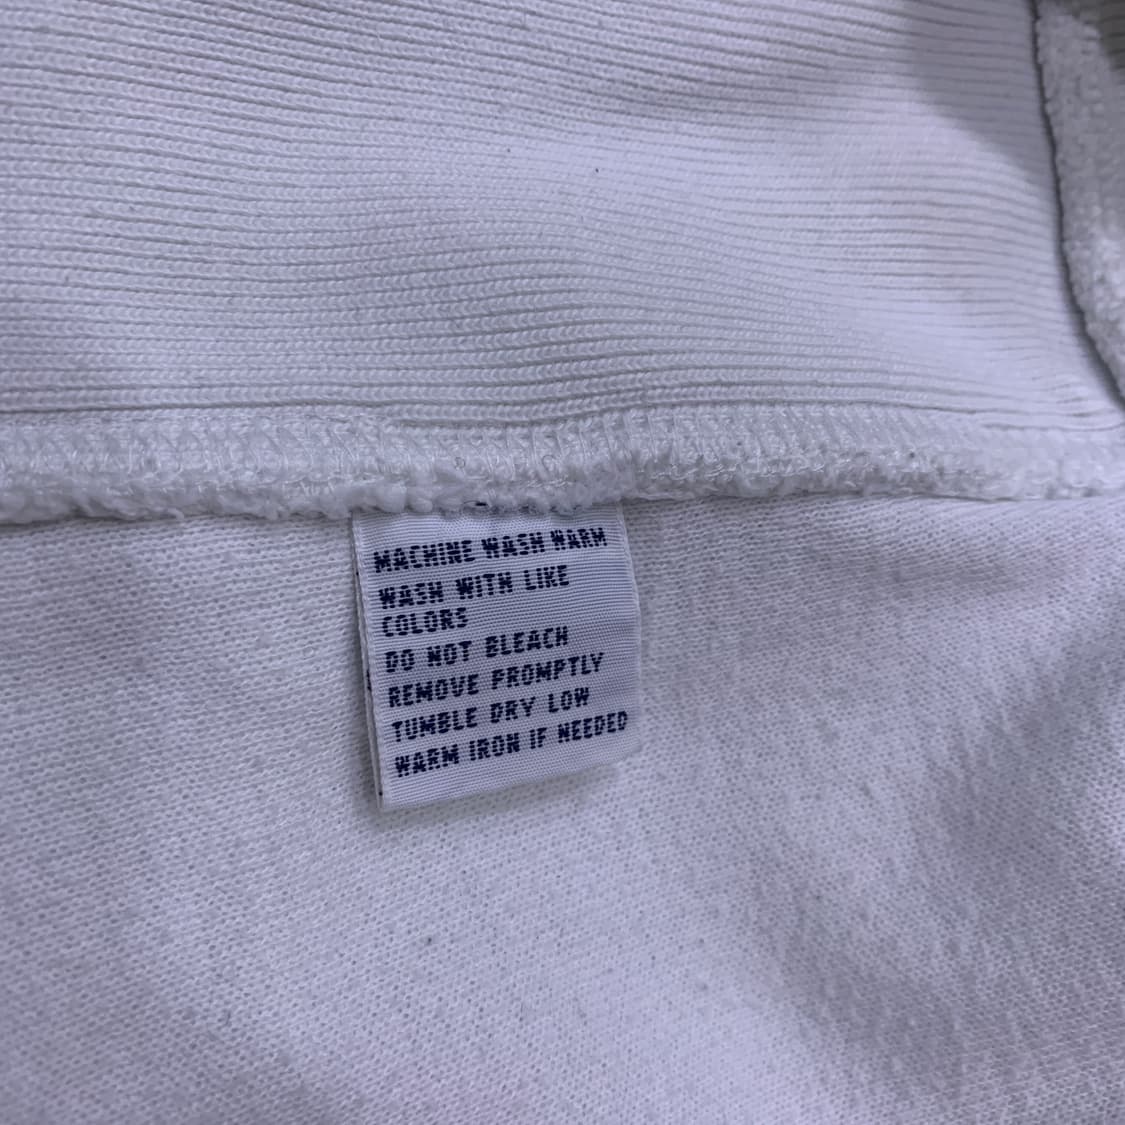 MACHINE WASH WARM
WASH WITH LIKE
COLORS
DO NOT BLEACH
REMOVE PROMPTLY
TUMBLE DRY LOW
WARM IRON IF NEEDED